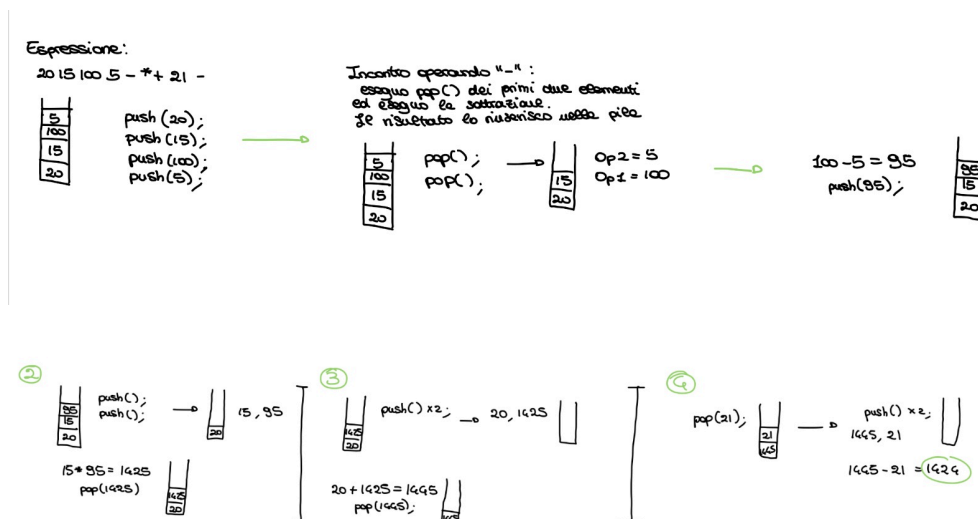 Espressione:
20 15 100 5 - * + 21 -
5
100
15
20
push (20);
push (15);
push (100);
push (5);
Incontro operando "-":
eseguo pop() dei primi due elementi
ed eseguo la sottrazione.
Il risultato lo riinserisco nella pila
5
100
15
20
pop();
pop();
15
20
Op2 = 5
Op1 = 100
100 - 5 = 95
push(95);
95
15
20
2
95
15
20
push();
push();
20
15, 95
15 * 95 = 1425
pop(1425)
1425
20
3
1425
20
push() x2;
20, 1425
20 + 1425 = 1445
pop(1445);
4
pop(21);
21
push() x2;
1445, 21
1445 - 21 = 1424